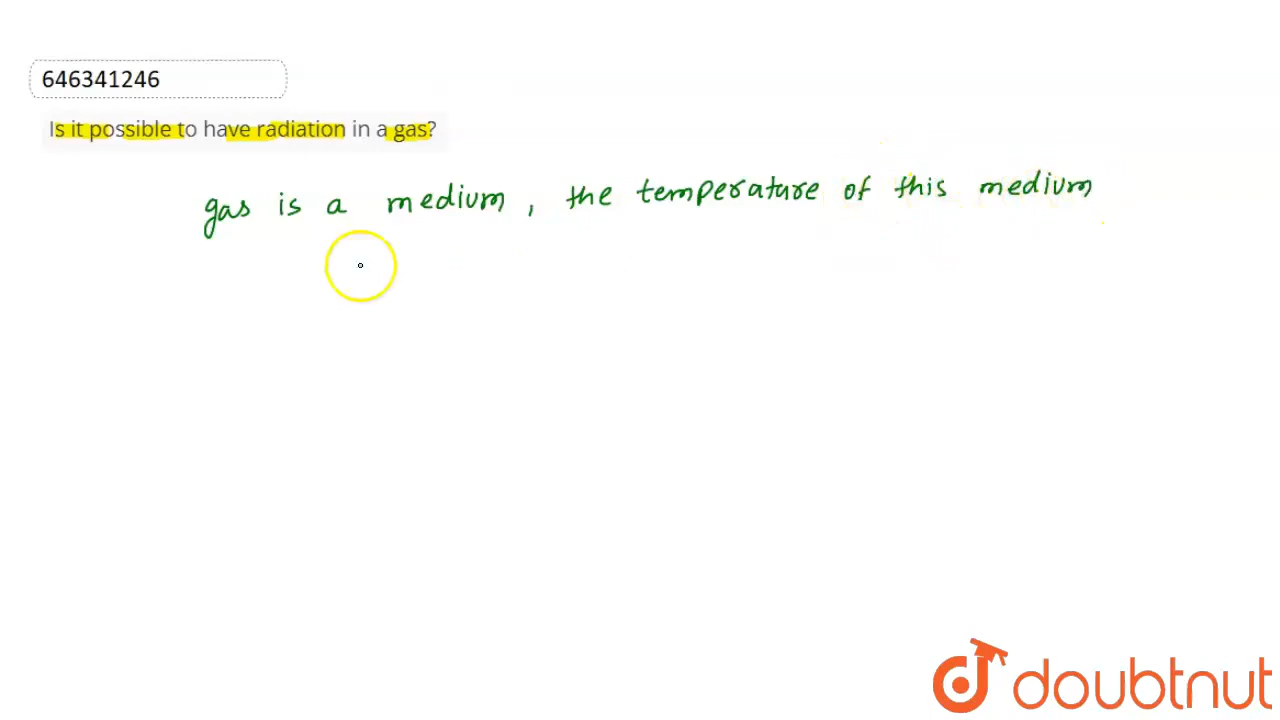 646341246
Is it possible to have radiation in a gas?
gas is a medium, the temperature of this medium
doubtnut